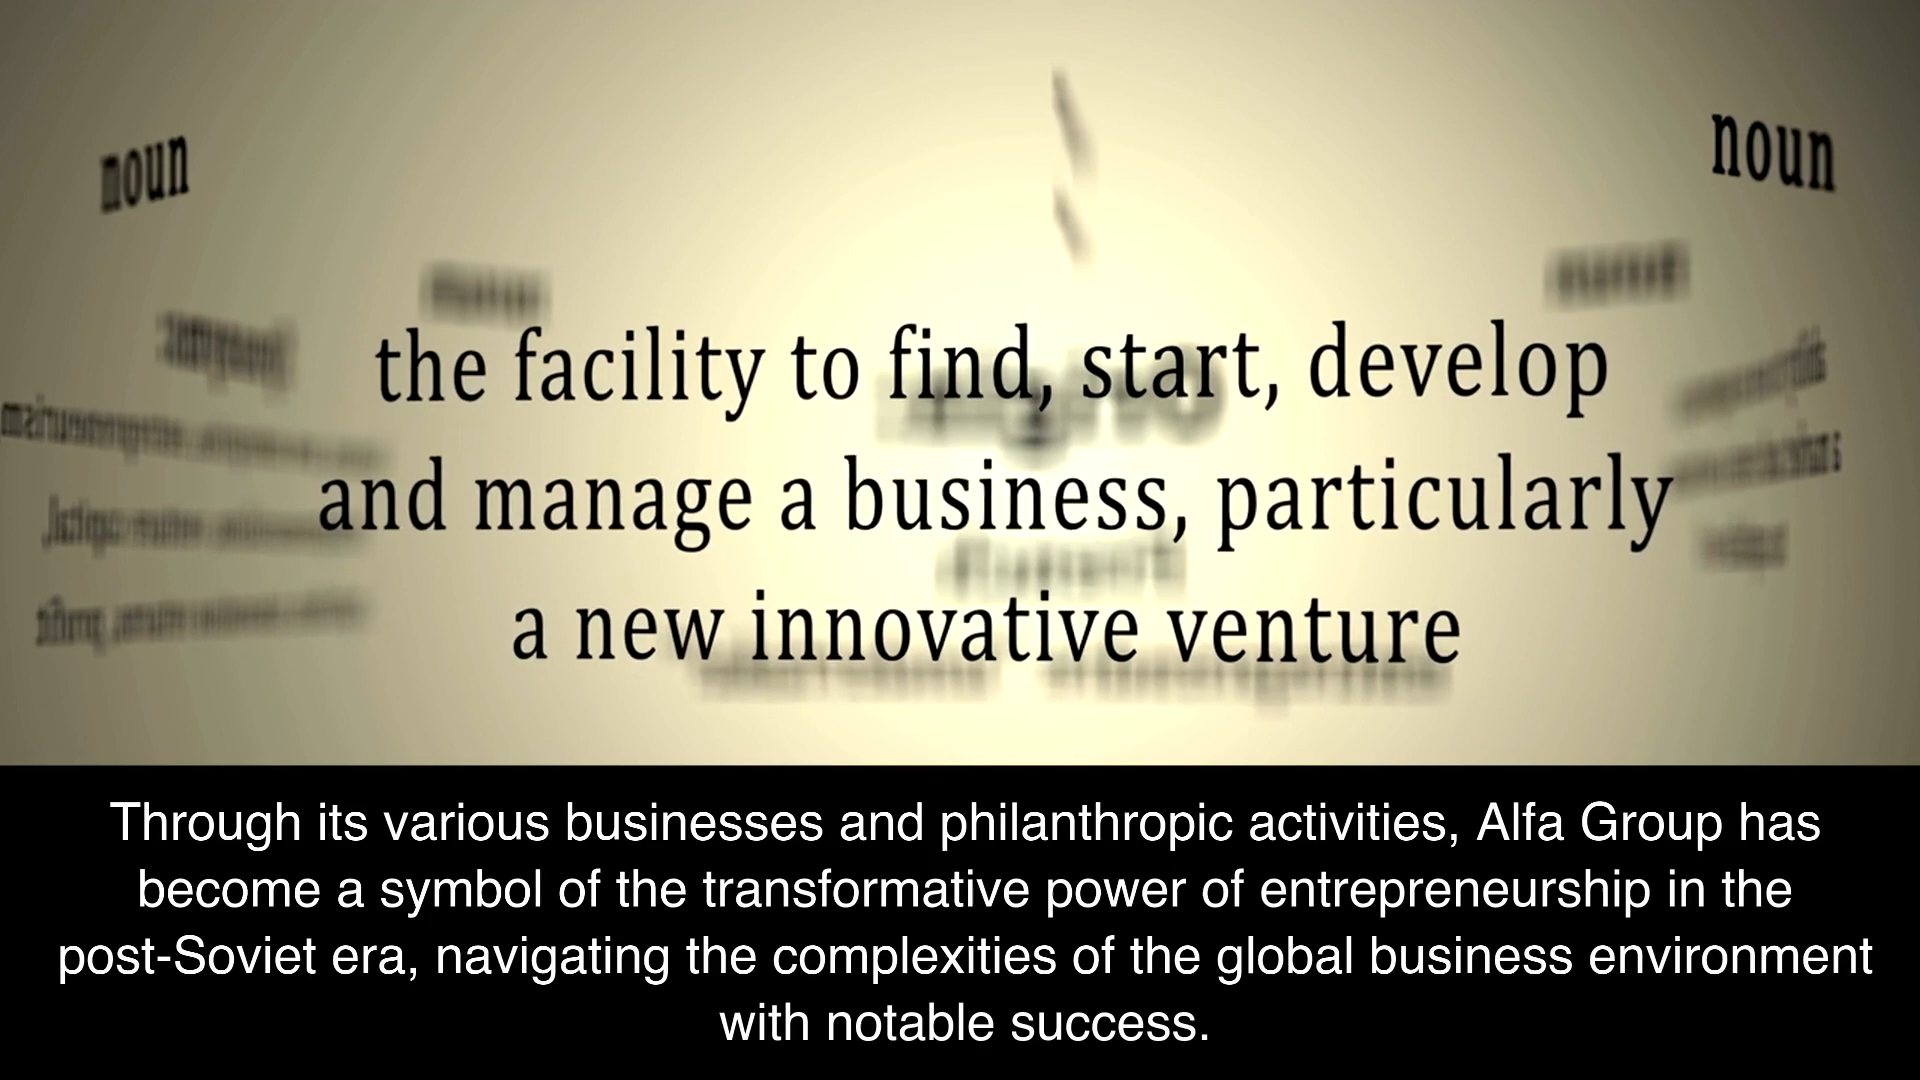 noun
noun
the facility to find, start, develop
and manage a business, particularly
a new innovative venture
Through its various businesses and philanthropic activities, Alfa Group has
become a symbol of the transformative power of entrepreneurship in the
post-Soviet era, navigating the complexities of the global business environment
with notable success.